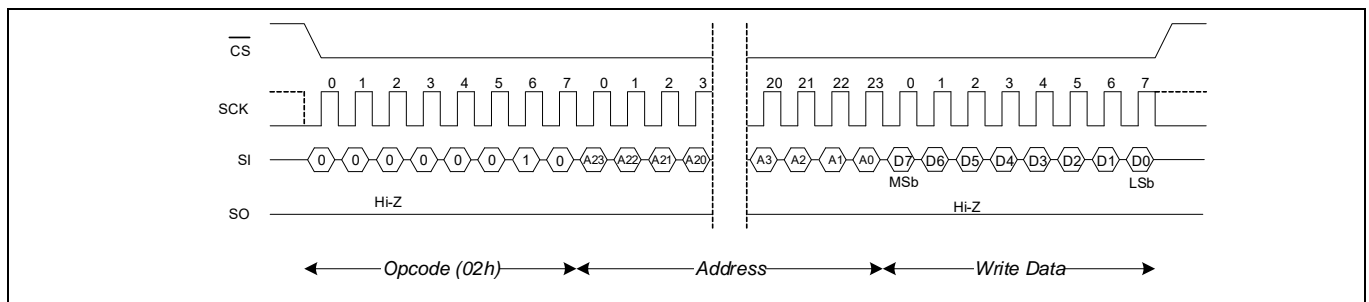 CS
0 1 2 3 4 5 6 7 0 1 2 3 20 21 22 23 0 1 2 3 4 5 6 7
SCK
SI 0 0 0 0 0 0 1 0 A23 A22 A21 A20 A3 A2 A1 A0 D7 D6 D5 D4 D3 D2 D1 D0
MSb LSb
Hi-Z Hi-Z
SO
Opcode (02h) Address Write Data